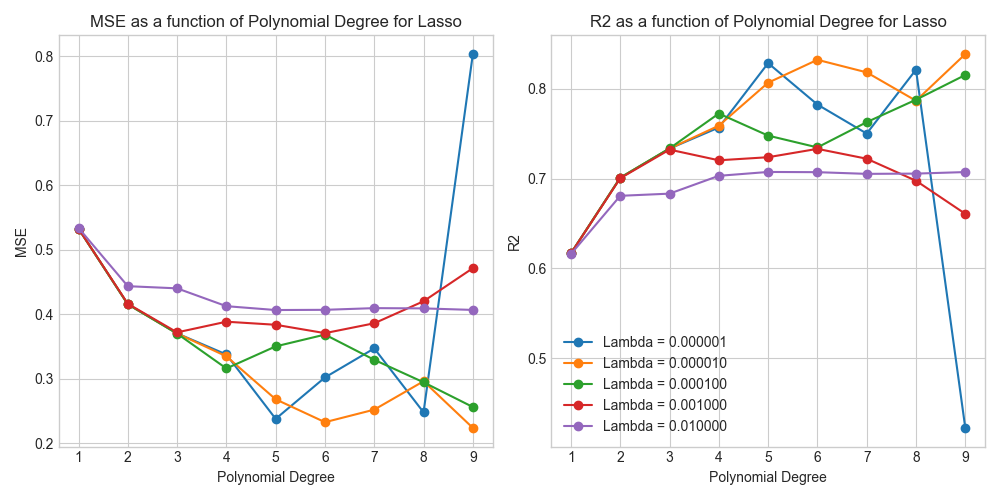 MSE as a function of Polynomial Degree for Lasso
0.8
0.7
0.6
0.5
0.4
0.3
0.2
MSE
1 2 3 4 5 6 7 8 9
Polynomial Degree
R2 as a function of Polynomial Degree for Lasso
0.8
0.7
0.6
0.5
R2
Lambda = 0.000001
Lambda = 0.000010
Lambda = 0.000100
Lambda = 0.001000
Lambda = 0.010000
1 2 3 4 5 6 7 8 9
Polynomial Degree